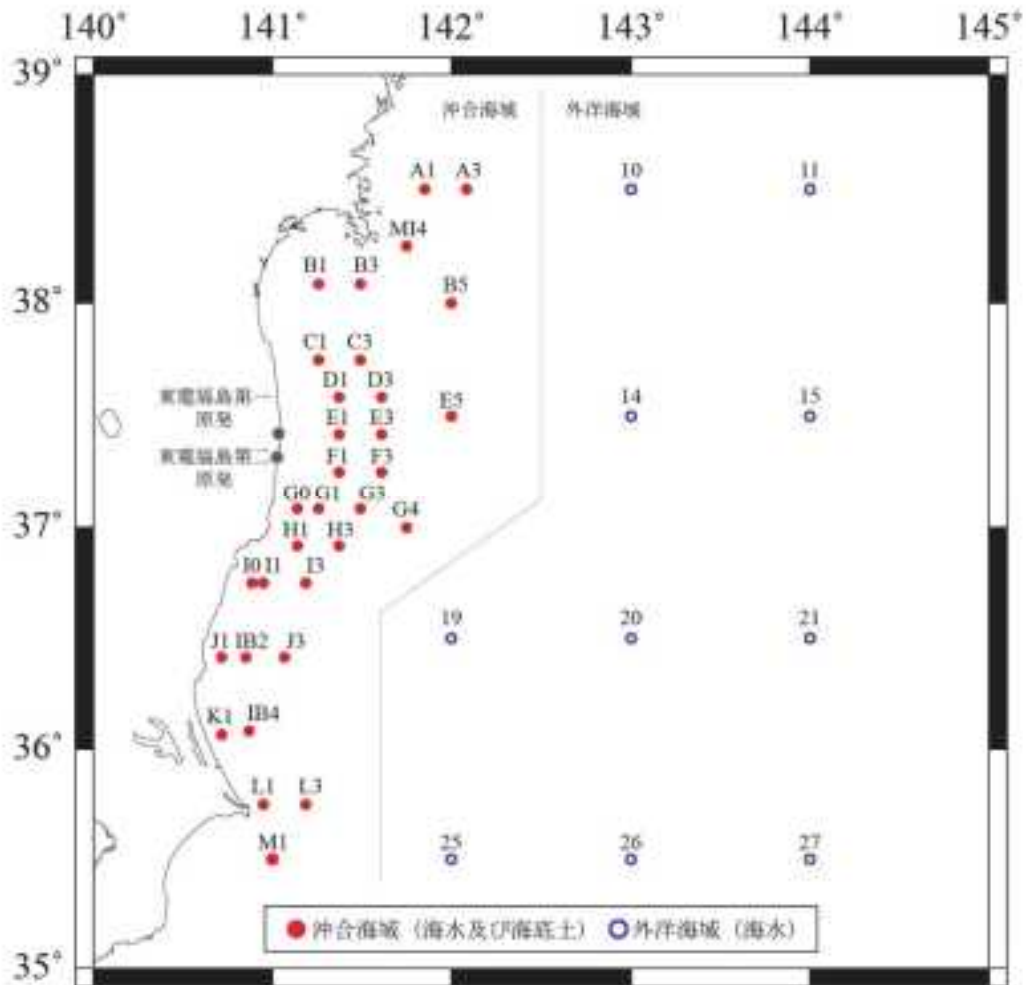 140° 141° 142° 143° 144° 145°
39°
沖合海域 外洋海域
A1 A3 10 11
MI4
B1 B3
B5
38°
C1 C3
D1 D3
東電福島第一
原発
E5 14 15
E1 E3
東電福島第二
原発
F1 F3
G0 G1 G3
G4
37°
H1 H3
I0 I1 I3
19 20 21
J1 IB2 J3
K1 IB4
36°
L1 L3
M1 25 26 27
沖合海域（海水及び海底土） 外洋海域（海水）
35°